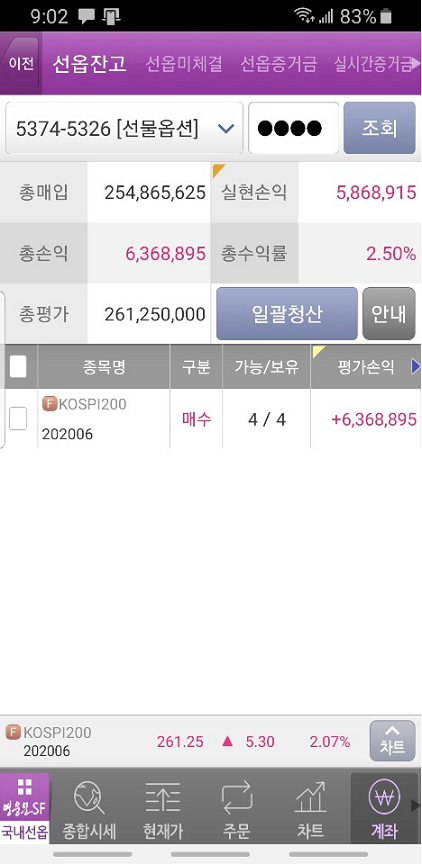 9:02 83%
이전 선옵잔고 선옵미체결 선옵증거금 실시간증거금
5374-5326 [선물옵션] ●●●● 조회
총매입 254,865,625 실현손익 5,868,915
총손익 6,368,895 총수익률 2.50%
총평가 261,250,000 일괄청산 안내
종목명 구분 가능/보유 평가손익
F KOSPI200
202006 매수 4 / 4 +6,368,895
F KOSPI200
202006 261.25 ▲ 5.30 2.07% 차트
영웅문SF
국내선옵 종합시세 현재가 주문 차트 계좌